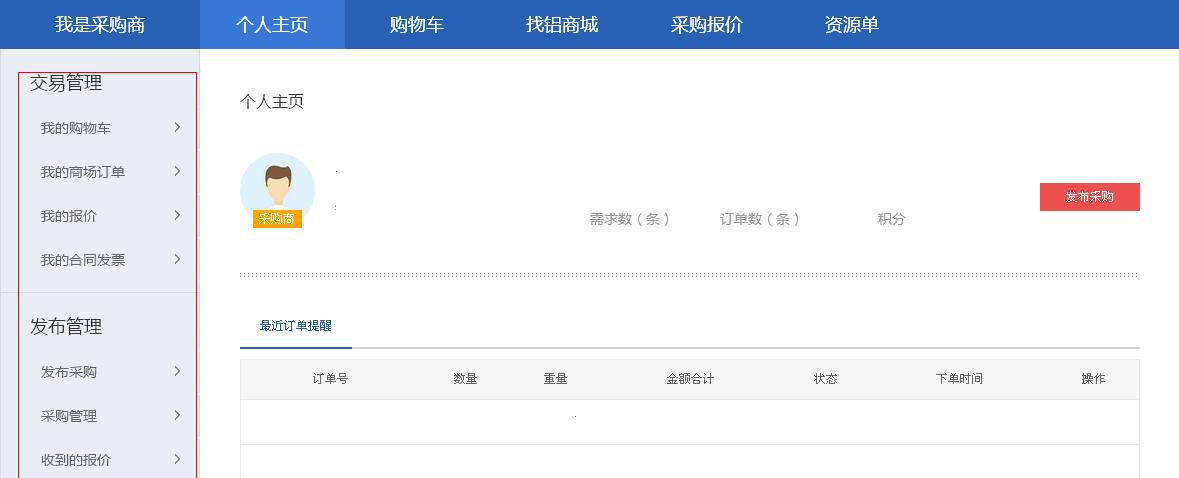 我是采购商 个人主页 购物车 找铝商城 采购报价 资源单
交易管理
我的购物车
我的商场订单
我的报价
我的合同发票
发布管理
发布采购
采购管理
收到的报价
个人主页
采购商
需求数（条） 订单数（条） 积分
发布采购
最近订单提醒
订单号 数量 重量 金额合计 状态 下单时间 操作